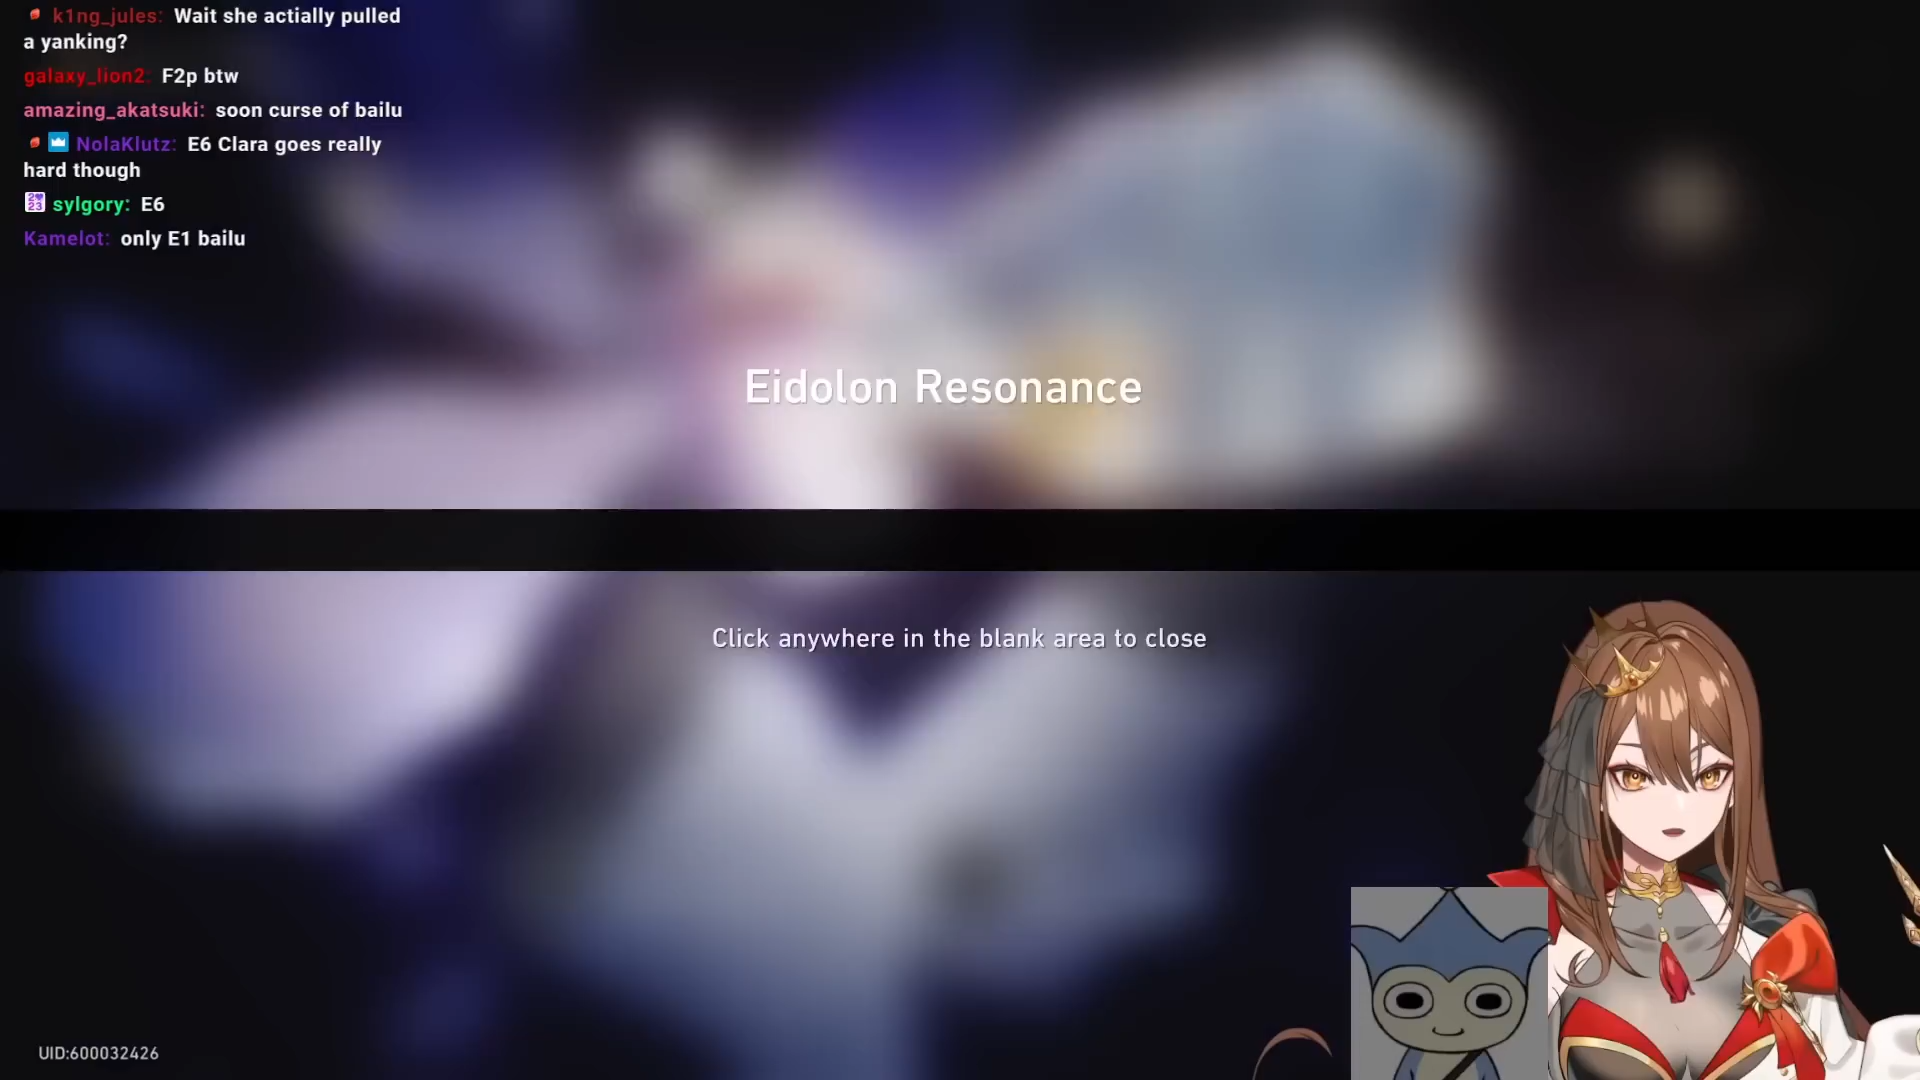 k1ng_jules: Wait she actially pulled
a yanking?
galaxy_lion2: F2p btw
amazing_akatsuki: soon curse of bailu
NolaKlutz: E6 Clara goes really
hard though
2023 sylgory: E6
Kamelot: only E1 bailu
Eidolon Resonance
Click anywhere in the blank area to close
UID:600032426